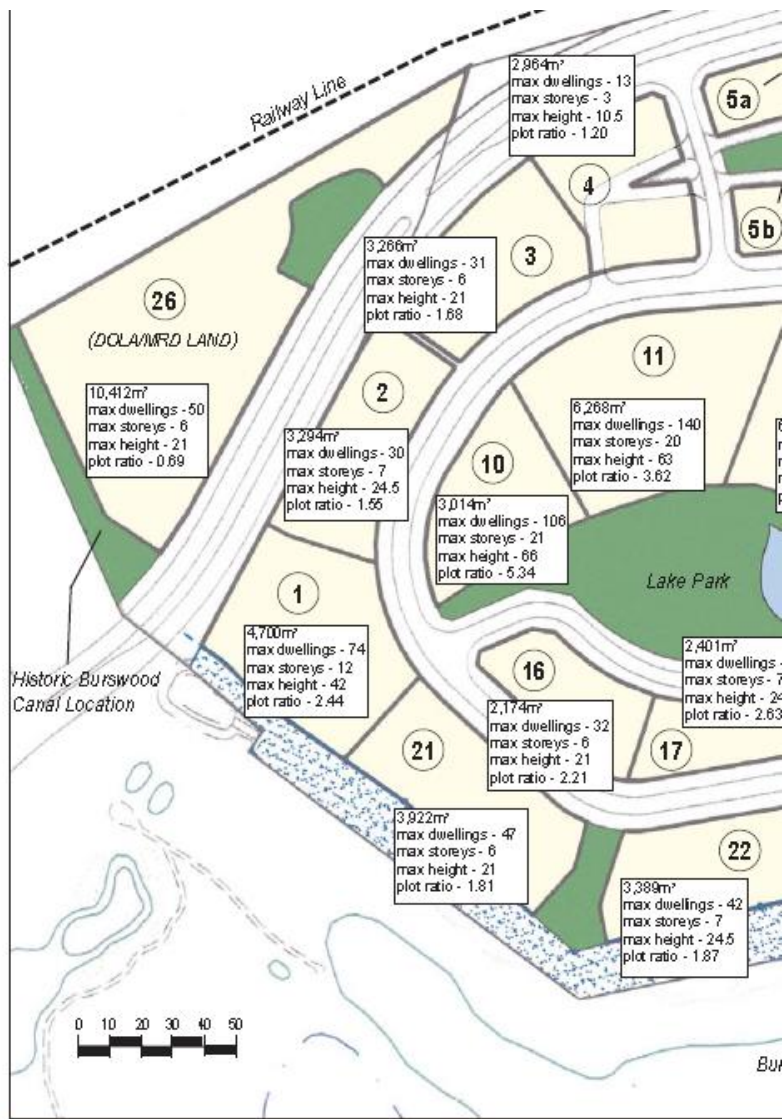 Railway Line
2,964m²
max dwellings - 13
max storeys - 3
max height - 10.5
plot ratio - 1.20
5a
4
5b
3
3,266m²
max dwellings - 31
max storeys - 6
max height - 21
plot ratio - 1.68
26
(DOLA/MRD LAND)
10,412m²
max dwellings - 50
max storeys - 6
max height - 21
plot ratio - 0.69
2
3,294m²
max dwellings - 30
max storeys - 7
max height - 24.5
plot ratio - 1.55
11
6,268m²
max dwellings - 140
max storeys - 20
max height - 63
plot ratio - 3.62
10
3,014m²
max dwellings - 106
max storeys - 21
max height - 66
plot ratio - 5.34
Lake Park
1
4,700m²
max dwellings - 74
max storeys - 12
max height - 42
plot ratio - 2.44
Historic Burswood
Canal Location
16
2,174m²
max dwellings - 32
max storeys - 6
max height - 21
plot ratio - 2.21
2,401m²
max dwellings -
max storeys - 7
max height - 24
plot ratio - 2.63
17
21
3,922m²
max dwellings - 47
max storeys - 6
max height - 21
plot ratio - 1.81
22
3,389m²
max dwellings - 42
max storeys - 7
max height - 24.5
plot ratio - 1.87
0 10 20 30 40 50